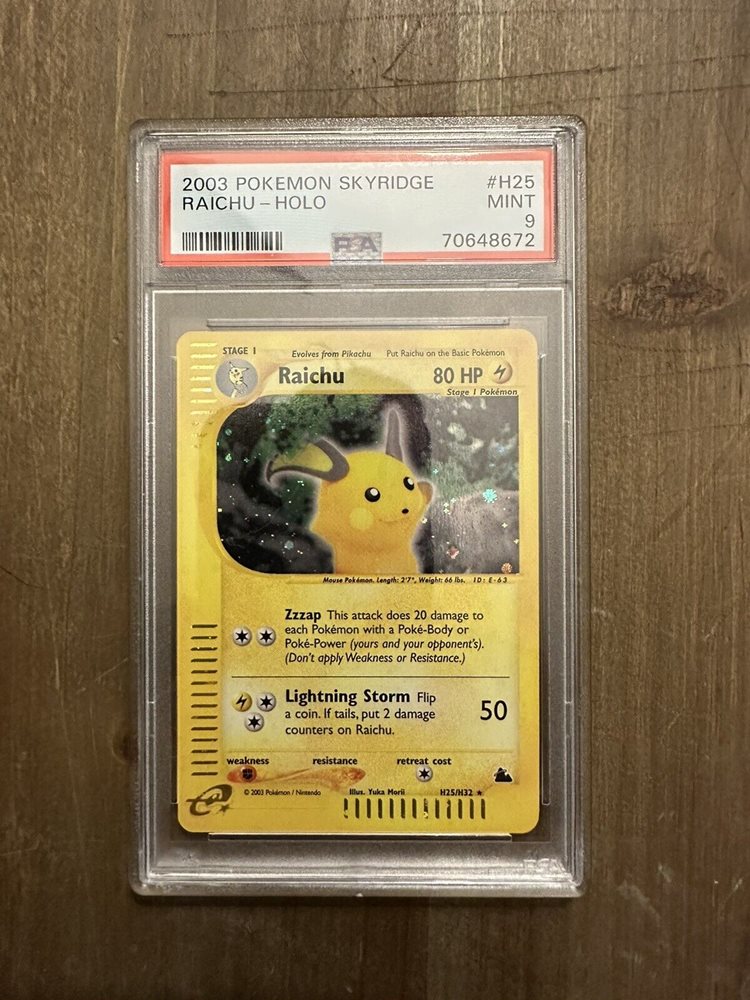 2003 POKEMON SKYRIDGE #H25
RAICHU - HOLO MINT
9
PSA 70648672
STAGE 1 Evolves from Pikachu Put Raichu on the Basic Pokémon
Raichu 80 HP
Stage 1 Pokémon
Mouse Pokémon. Length: 2'7", Weight: 66 lbs. ID: E-63
Zzzap This attack does 20 damage to
each Pokémon with a Poké-Body or
Poké-Power (yours and your opponent's).
(Don't apply Weakness or Resistance.)
Lightning Storm Flip
a coin. If tails, put 2 damage
counters on Raichu.
50
weakness resistance retreat cost
e
© 2003 Pokémon / Nintendo Illus. Yuka Morii H25/H32 ★
PSA